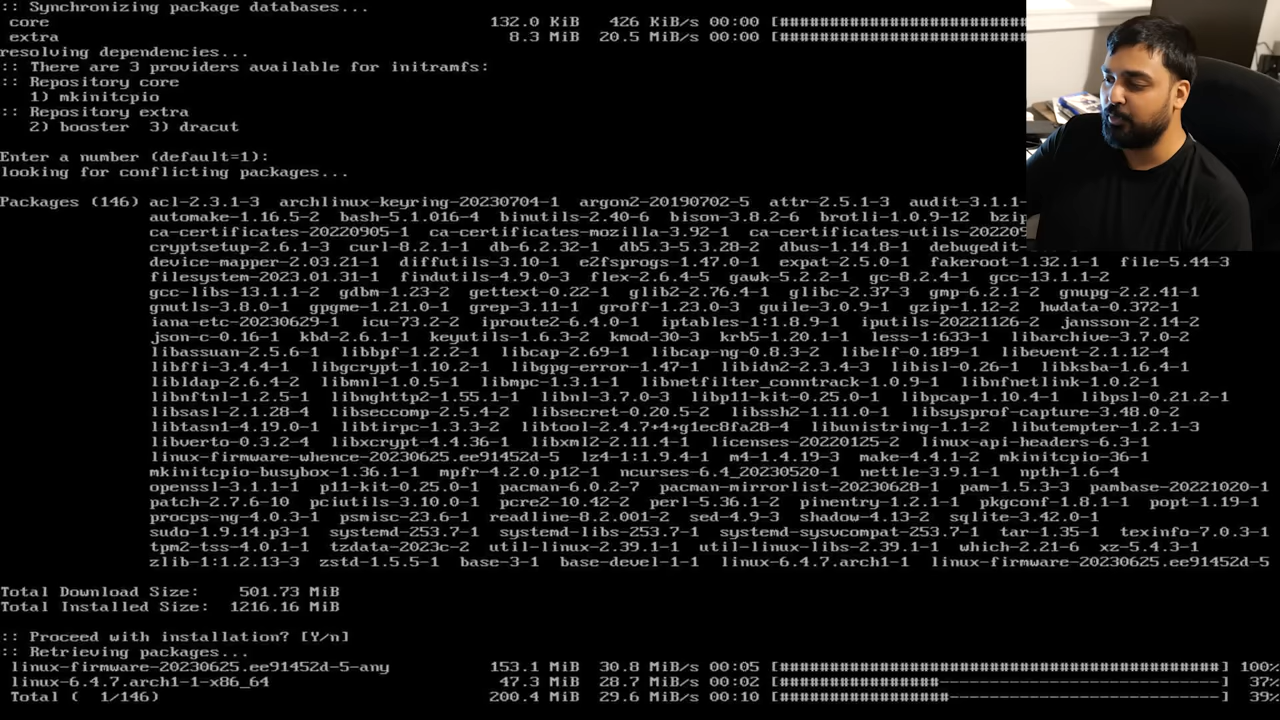 :: Synchronizing package databases...
core 132.0 KiB 426 KiB/s 00:00 [###############################
extra 8.3 MiB 20.5 MiB/s 00:00 [###############################
resolving dependencies...
:: There are 3 providers available for initramfs:
:: Repository core
1) mkinitcpio
:: Repository extra
2) booster 3) dracut
Enter a number (default=1):
looking for conflicting packages...
Packages (146) acl-2.3.1-3 archlinux-keyring-20230704-1 argon2-20190702-5 attr-2.5.1-3 audit-3.1.1-
automake-1.16.5-2 bash-5.1.016-4 binutils-2.40-6 bison-3.8.2-6 brotli-1.0.9-12 bzip
ca-certificates-20220905-1 ca-certificates-mozilla-3.92-1 ca-certificates-utils-202209
cryptsetup-2.6.1-3 curl-8.2.1-1 db-6.2.32-1 db5.3-5.3.28-2 dbus-1.14.8-1 debugedit-
device-mapper-2.03.21-1 diffutils-3.10-1 e2fsprogs-1.47.0-1 expat-2.5.0-1 fakeroot-1.32.1-1 file-5.44-3
filesystem-2023.01.31-1 findutils-4.9.0-3 flex-2.6.4-5 gawk-5.2.2-1 gc-8.2.4-1 gcc-13.1.1-2
gcc-libs-13.1.1-2 gdbm-1.23-2 gettext-0.22-1 glib2-2.76.4-1 glibc-2.37-3 gmp-6.2.1-2 gnupg-2.2.41-1
gnutls-3.8.0-1 gpgme-1.21.0-1 grep-3.11-1 groff-1.23.0-3 guile-3.0.9-1 gzip-1.12-2 hwdata-0.372-1
iana-etc-20230629-1 icu-73.2-2 iproute2-6.4.0-1 iptables-1:1.8.9-1 iputils-20221126-2 jansson-2.14-2
json-c-0.16-1 kbd-2.6.1-1 keyutils-1.6.3-2 kmod-30-3 krb5-1.20.1-1 less-1:633-1 libarchive-3.7.0-2
libassuan-2.5.6-1 libbpf-1.2.2-1 libcap-2.69-1 libcap-ng-0.8.3-2 libelf-0.189-1 libevent-2.1.12-4
libffi-3.4.4-1 libgcrypt-1.10.2-1 libgpg-error-1.47-1 libidn2-2.3.4-3 libisl-0.26-1 libksba-1.6.4-1
libldap-2.6.4-2 libmnl-1.0.5-1 libmpc-1.3.1-1 libnetfilter_conntrack-1.0.9-1 libnfnetlink-1.0.2-1
libnftnl-1.2.5-1 libnghttp2-1.55.1-1 libnl-3.7.0-3 libp11-kit-0.25.0-1 libpcap-1.10.4-1 libpsl-0.21.2-1
libsasl-2.1.28-4 libseccomp-2.5.4-2 libsecret-0.20.5-2 libssh2-1.11.0-1 libsysprof-capture-3.48.0-2
libtasn1-4.19.0-1 libtirpc-1.3.3-2 libtool-2.4.7+4+g1ec8fa28-4 libunistring-1.1-2 libutempter-1.2.1-3
libverto-0.3.2-4 libxcrypt-4.4.36-1 libxml2-2.11.4-1 licenses-20220125-2 linux-api-headers-6.3-1
linux-firmware-whence-20230625.ee91452d-5 lz4-1:1.9.4-1 m4-1.4.19-3 make-4.4.1-2 mkinitcpio-36-1
mkinitcpio-busybox-1.36.1-1 mpfr-4.2.0.p12-1 ncurses-6.4_20230520-1 nettle-3.9.1-1 npth-1.6-4
openssl-3.1.1-1 p11-kit-0.25.0-1 pacman-6.0.2-7 pacman-mirrorlist-20230628-1 pam-1.5.3-3 pambase-20221020-1
patch-2.7.6-10 pciutils-3.10.0-1 pcre2-10.42-2 perl-5.36.1-2 pinentry-1.2.1-1 pkgconf-1.8.1-1 popt-1.19-1
procps-ng-4.0.3-1 psmisc-23.6-1 readline-8.2.001-2 sed-4.9-3 shadow-4.13-2 sqlite-3.42.0-1
sudo-1.9.14.p3-1 systemd-253.7-1 systemd-libs-253.7-1 systemd-sysvcompat-253.7-1 tar-1.35-1 texinfo-7.0.3-1
tpm2-tss-4.0.1-1 tzdata-2023c-2 util-linux-2.39.1-1 util-linux-libs-2.39.1-1 which-2.21-6 xz-5.4.3-1
zlib-1:1.2.13-3 zstd-1.5.5-1 base-3-1 base-devel-1-1 linux-6.4.7.arch1-1 linux-firmware-20230625.ee91452d-5
Total Download Size: 501.73 MiB
Total Installed Size: 1216.16 MiB
:: Proceed with installation? [Y/n]
:: Retrieving packages...
linux-firmware-20230625.ee91452d-5-any 153.1 MiB 30.8 MiB/s 00:05 [######################################################] 100%
linux-6.4.7.arch1-1-x86_64 47.3 MiB 28.7 MiB/s 00:02 [####################----------------------------------] 37%
Total ( 1/146) 200.4 MiB 29.6 MiB/s 00:10 [#####################---------------------------------] 39%